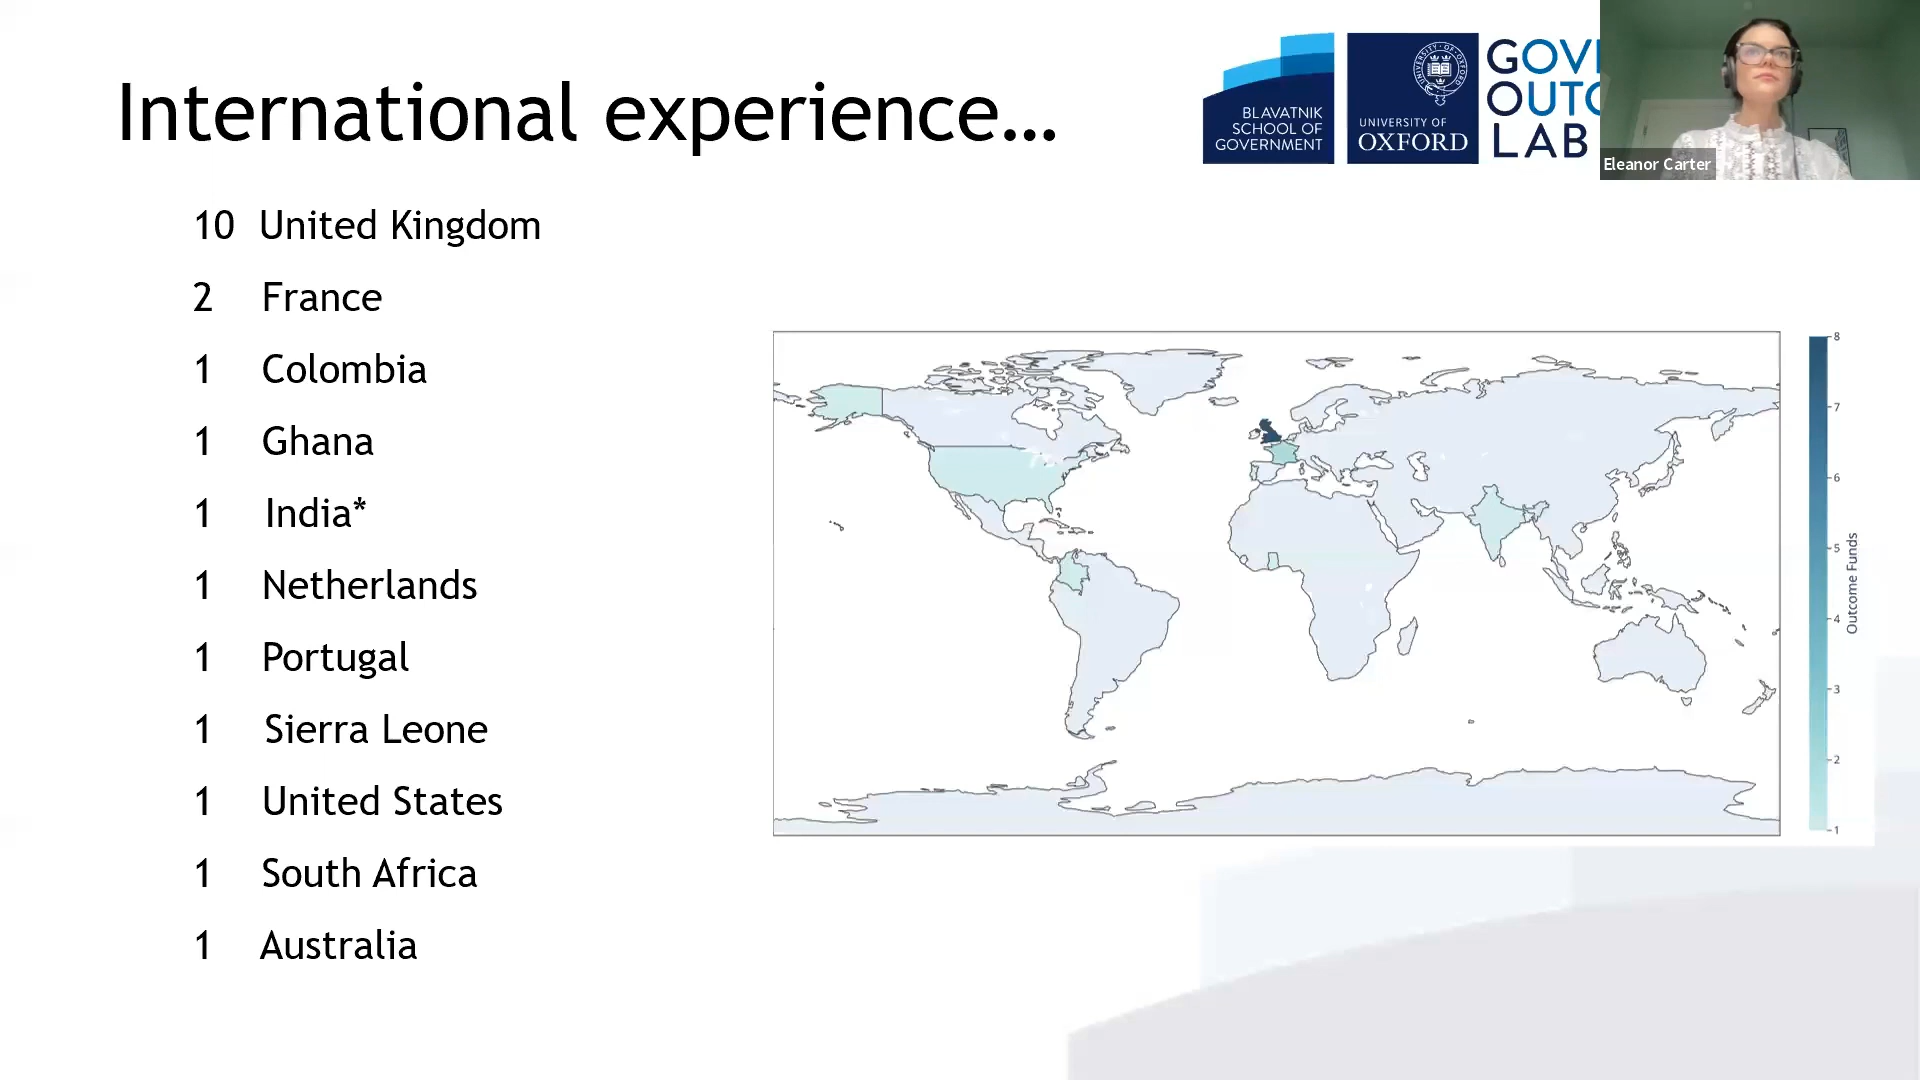 International experience...
BLAVATNIK
SCHOOL OF
GOVERNMENT
UNIVERSITY OF
OXFORD
LAB
Eleanor Carter
10 United Kingdom
2 France
1 Colombia
1 Ghana
1 India*
1 Netherlands
1 Portugal
1 Sierra Leone
1 United States
1 South Africa
1 Australia
8
7
6
5
4
3
2
1
Outcome Funds